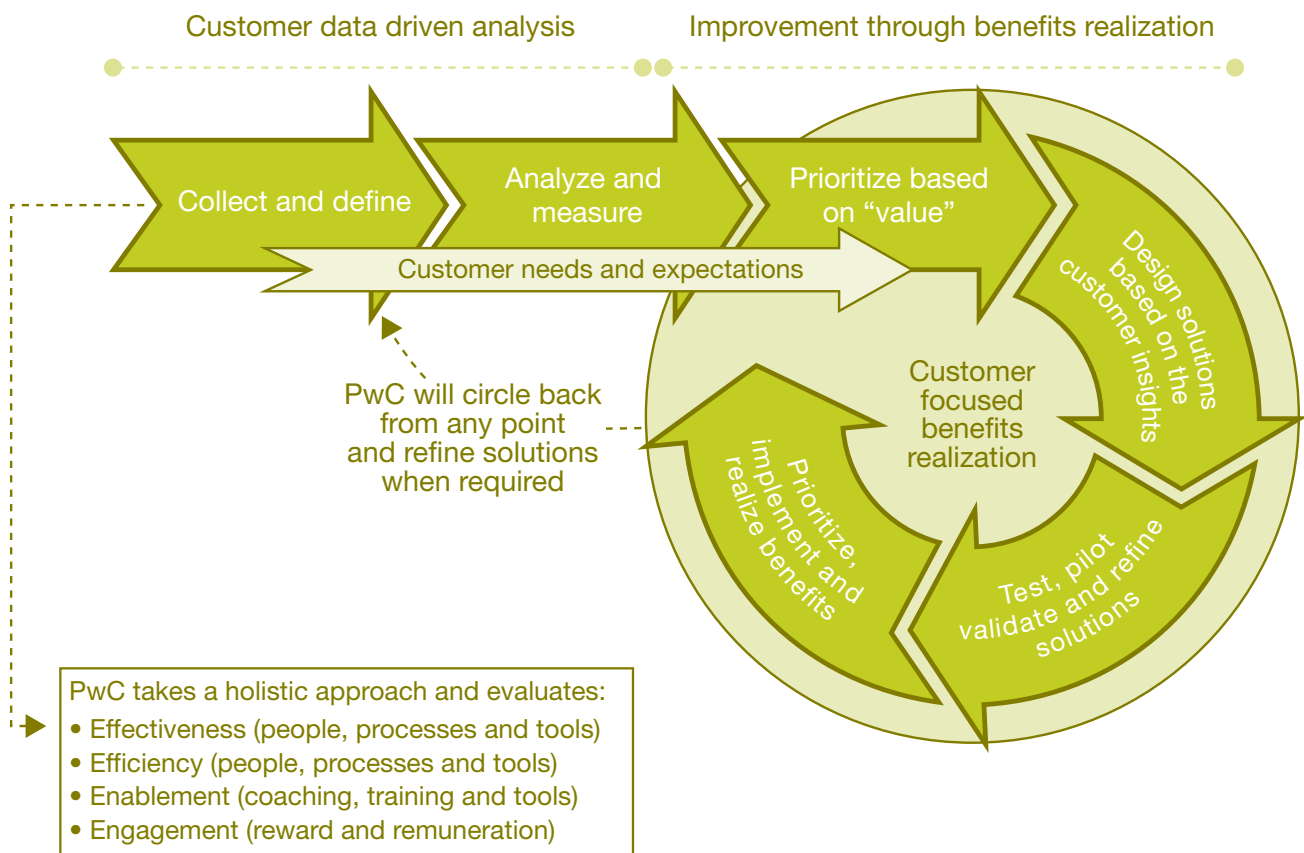 Customer data driven analysis
Improvement through benefits realization
Collect and define
Analyze and
measure
Prioritize based
on “value”
Customer needs and expectations
Design solutions
based on the
customer insights
PwC will circle back
from any point
and refine solutions
when required
Customer
focused
benefits
realization
Prioritize,
implement and
realize benefits
Test, pilot
validate and refine
solutions
PwC takes a holistic approach and evaluates:
• Effectiveness (people, processes and tools)
• Efficiency (people, processes and tools)
• Enablement (coaching, training and tools)
• Engagement (reward and remuneration)